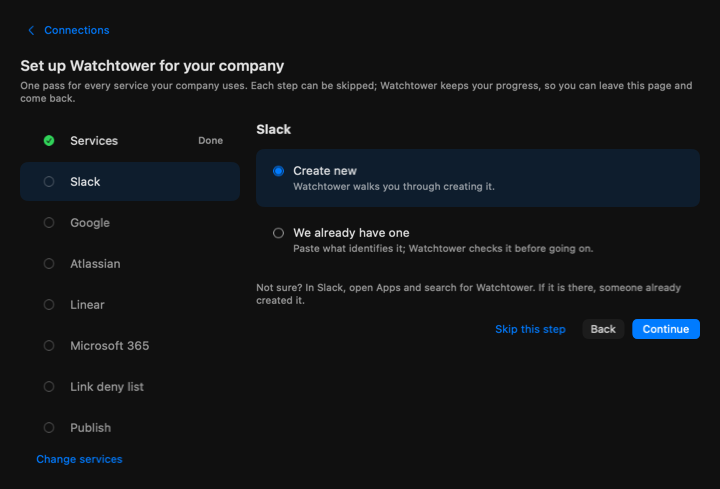 Connections
Set up Watchtower for your company
One pass for every service your company uses. Each step can be skipped; Watchtower keeps your progress, so you can leave this page and
come back.
Services
Done
Slack
Google
Atlassian
Linear
Microsoft 365
Link deny list
Publish
Change services
Slack
Create new
Watchtower walks you through creating it.
We already have one
Paste what identifies it; Watchtower checks it before going on.
Not sure? In Slack, open Apps and search for Watchtower. If it is there, someone already
created it.
Skip this step
Back
Continue